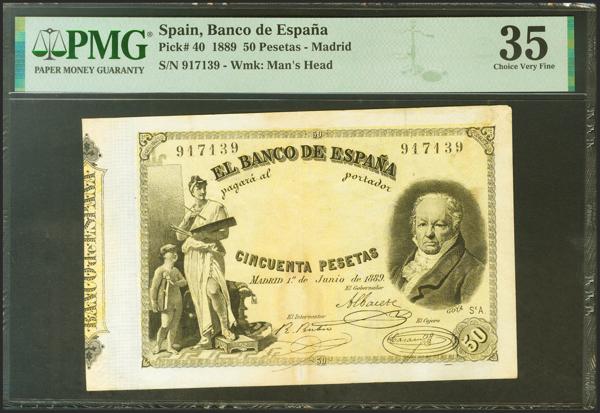 PMG
PAPER MONEY GUARANTY
Spain, Banco de España
Pick# 40 1889 50 Pesetas - Madrid
S/N 917139 - Wmk: Man's Head
35
Choice Very Fine
50
917139
917139
EL BANCO DE ESPAÑA
pagará al portador
CINCUENTA PESETAS
MADRID 1º de Junio de 1889.
El Gobernador
Albacete
El Interventor
El Cajero
GOYA
Sª A.
50
50